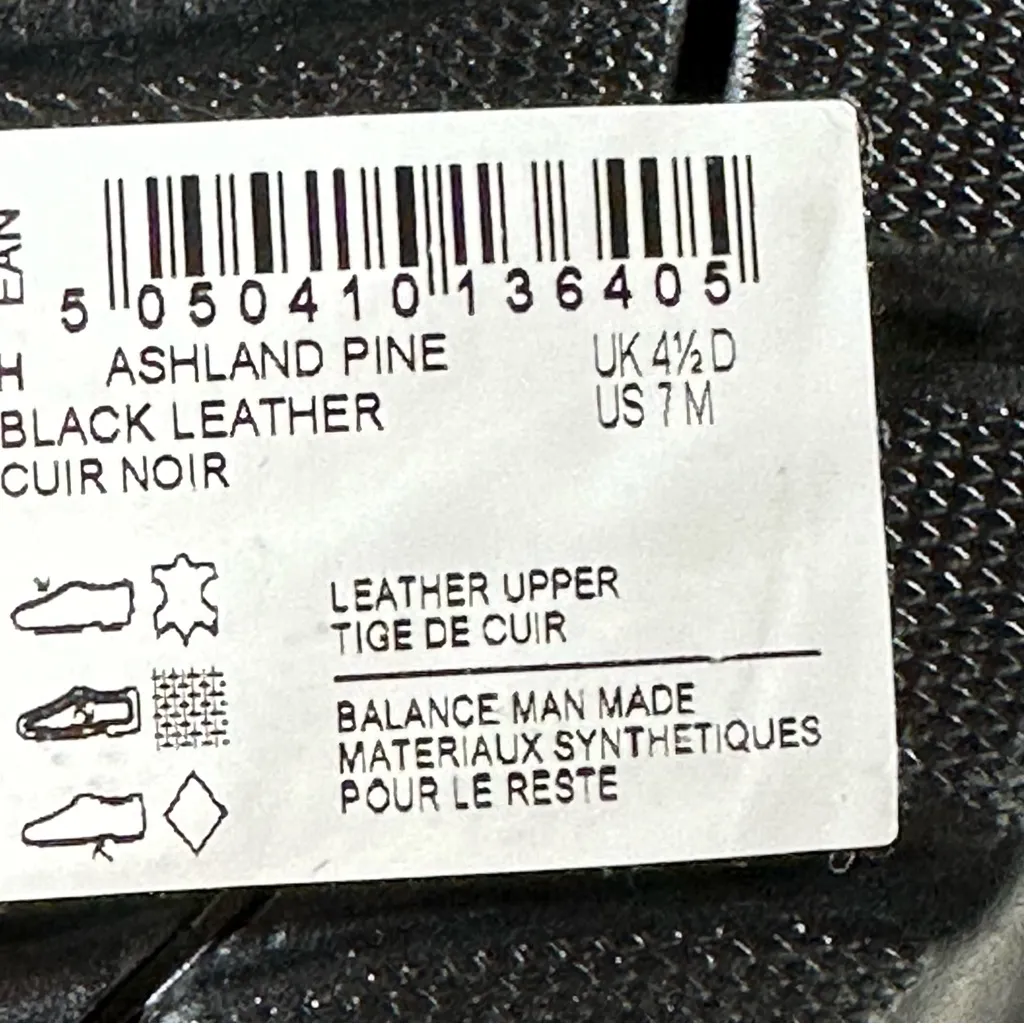 EAN
5 050410 136405
H ASHLAND PINE UK 4½ D
BLACK LEATHER US 7 M
CUIR NOIR
LEATHER UPPER
TIGE DE CUIR
BALANCE MAN MADE
MATERIAUX SYNTHETIQUES
POUR LE RESTE